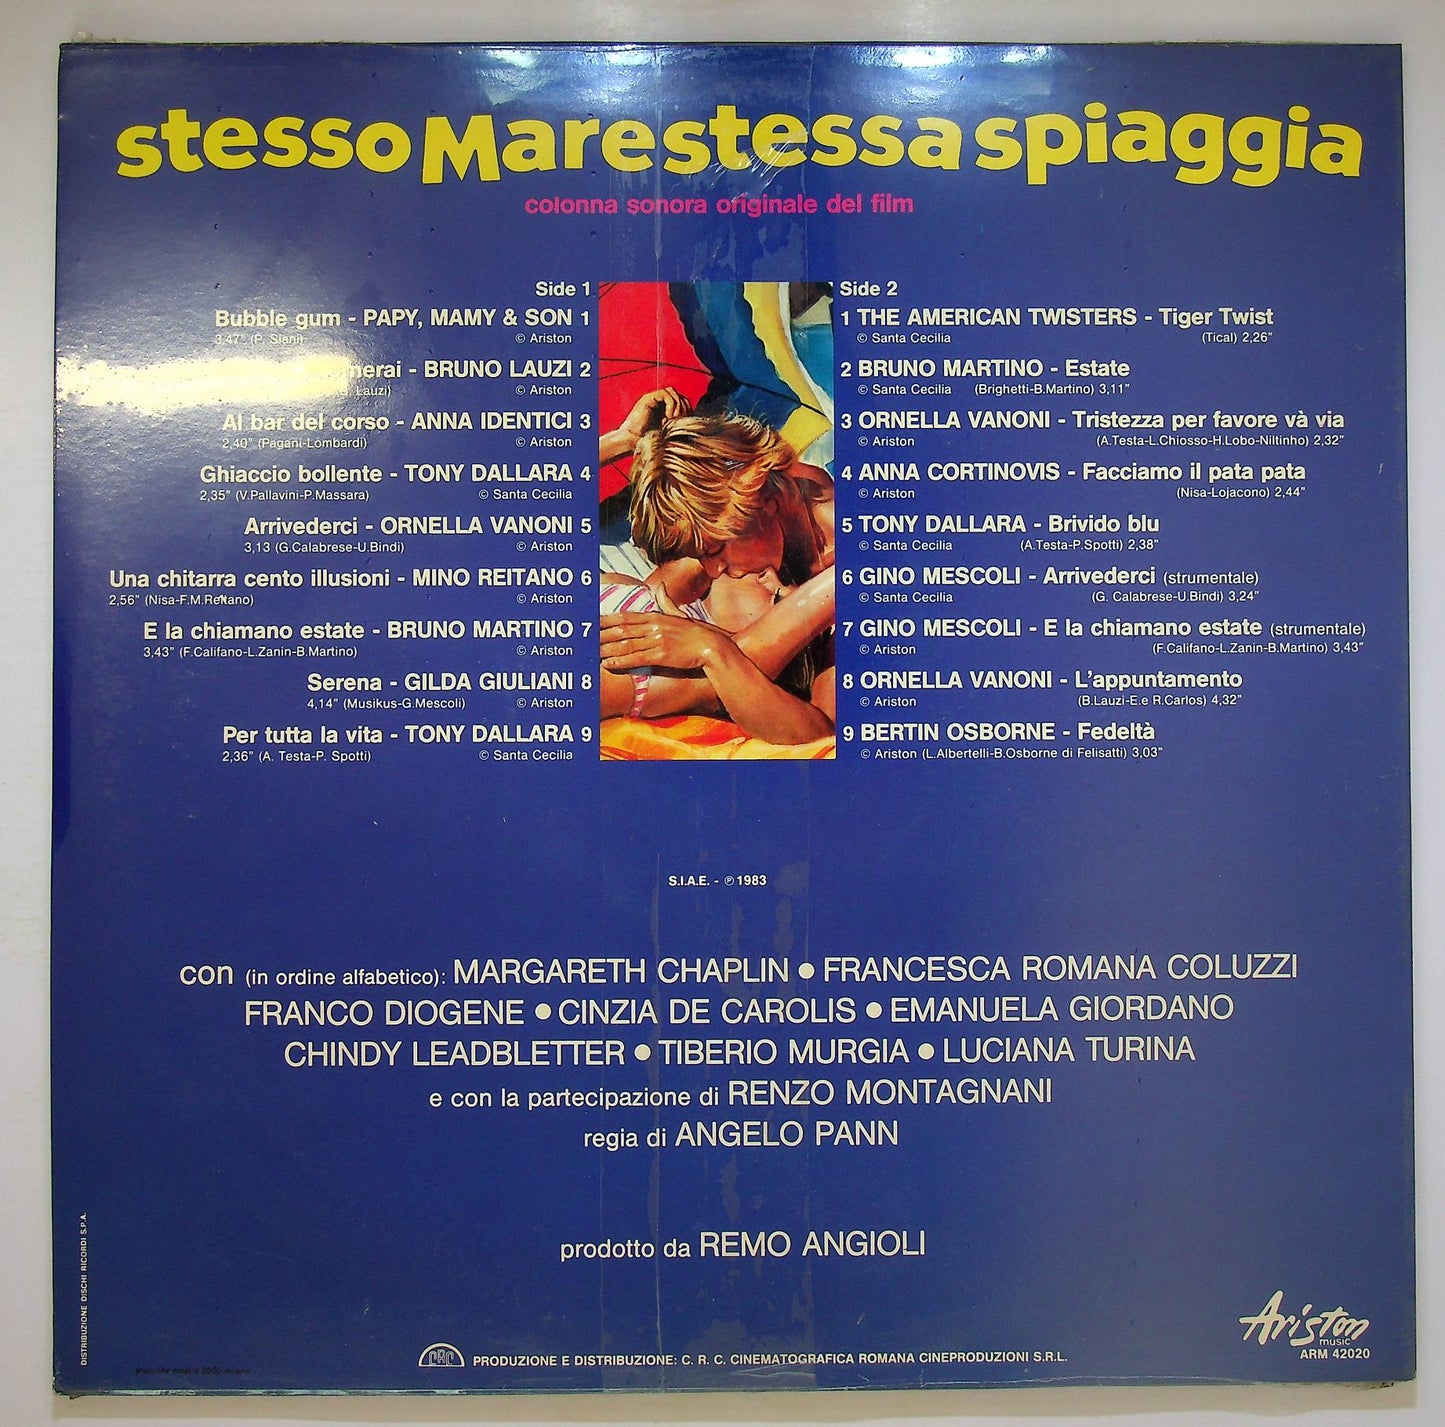 stesso Mare stessa spiaggia
colonna sonora originale del film
Side 1
Bubble gum - PAPY, MAMY & SON 1
3,47" (P. Siani) © Ariston
merai - BRUNO LAUZI 2
Lauzi) © Ariston
Al bar del corso - ANNA IDENTICI 3
2,40" (Pagani-Lombardi) © Ariston
Ghiaccio bollente - TONY DALLARA 4
2,35" (V.Pallavini-P.Massara) © Santa Cecilia
Arrivederci - ORNELLA VANONI 5
3,13 (G.Calabrese-U.Bindi) © Ariston
Una chitarra cento illusioni - MINO REITANO 6
2,56" (Nisa-F.M.Reitano) © Ariston
E la chiamano estate - BRUNO MARTINO 7
3,43" (F.Califano-L.Zanin-B.Martino) © Ariston
Serena - GILDA GIULIANI 8
4,14" (Musikus-G.Mescoli) © Ariston
Per tutta la vita - TONY DALLARA 9
2,36" (A. Testa-P. Spotti) © Santa Cecilia
Side 2
1 THE AMERICAN TWISTERS - Tiger Twist
© Santa Cecilia (Tical) 2,26"
2 BRUNO MARTINO - Estate
© Santa Cecilia (Brighetti-B.Martino) 3,11"
3 ORNELLA VANONI - Tristezza per favore và via
© Ariston (A.Testa-L.Chiosso-H.Lobo-Niltinho) 2,32"
4 ANNA CORTINOVIS - Facciamo il pata pata
© Ariston (Nisa-Lojacono) 2,44"
5 TONY DALLARA - Brivido blu
© Santa Cecilia (A.Testa-P.Spotti) 2,38"
6 GINO MESCOLI - Arrivederci (strumentale)
© Santa Cecilia (G. Calabrese-U.Bindi) 3,24"
7 GINO MESCOLI - E la chiamano estate (strumentale)
© Ariston (F.Califano-L.Zanin-B.Martino) 3,43"
8 ORNELLA VANONI - L'appuntamento
© Ariston (B.Lauzi-E.e R.Carlos) 4,32"
9 BERTIN OSBORNE - Fedeltà
© Ariston (L.Albertelli-B.Osborne di Felisatti) 3,03"
S.I.A.E. - ℗ 1983
con (in ordine alfabetico): MARGARETH CHAPLIN ● FRANCESCA ROMANA COLUZZI
FRANCO DIOGENE ● CINZIA DE CAROLIS ● EMANUELA GIORDANO
CHINDY LEADBLETTER ● TIBERIO MURGIA ● LUCIANA TURINA
e con la partecipazione di RENZO MONTAGNANI
regia di ANGELO PANN
prodotto da REMO ANGIOLI
DISTRIBUZIONE DISCHI RICORDI S.P.A.
CRC PRODUZIONE E DISTRIBUZIONE: C. R. C. CINEMATOGRAFICA ROMANA CINEPRODUZIONI S.R.L.
Ariston
music
ARM 42020